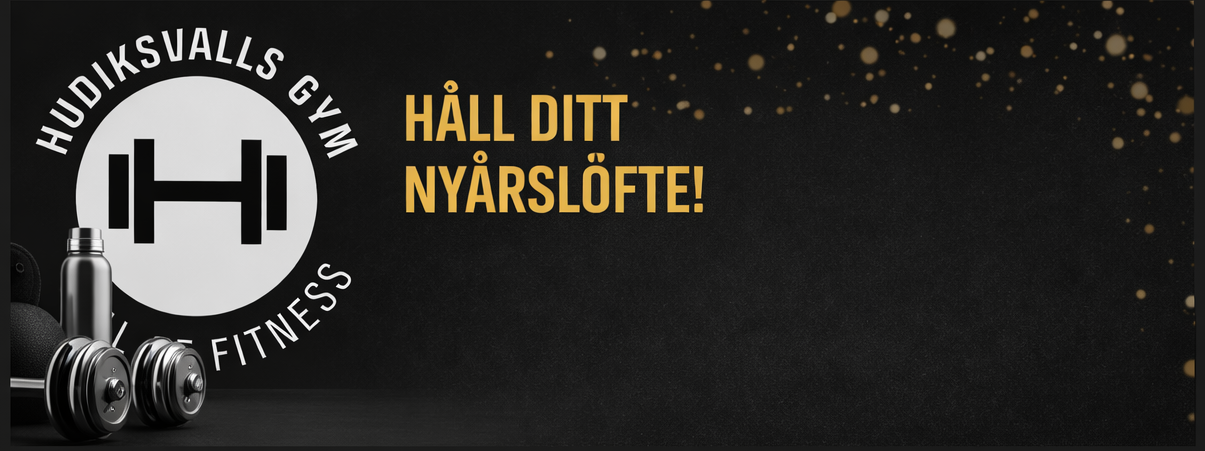 HUDIKSVALLS GYM
FITNESS
HÅLL DITT
NYÅRSLÖFTE!